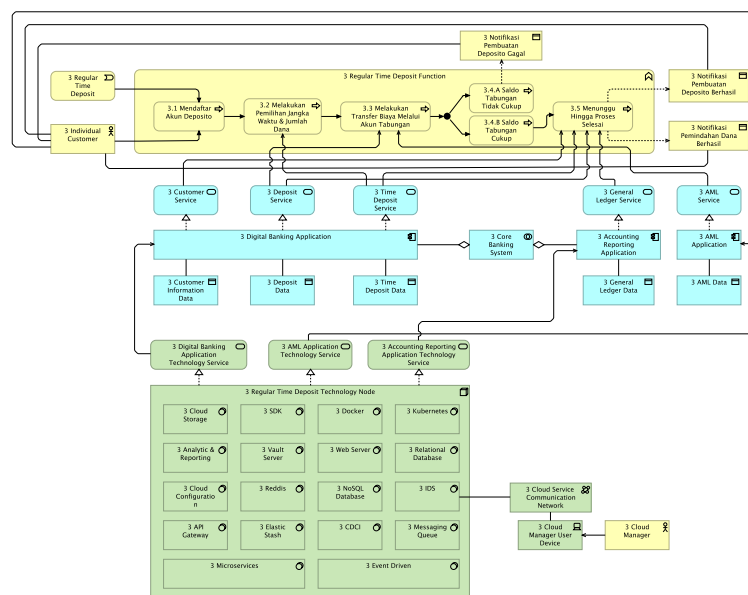 3 Notifikasi
Pembuatan
Deposito Gagal
3 Regular
Time
Deposit
3 Regular Time Deposit Function
3 Notifikasi
Pembuatan
Deposito Berhasil
3.1 Mendaftar
Akun Deposito
3.2 Melakukan
Pemilihan Jangka
Waktu & Jumlah
Dana
3.3 Melakukan
Transfer Biaya Melalui
Akun Tabungan
3.4.A Saldo
Tabungan
Tidak Cukup
3.4.B Saldo
Tabungan
Cukup
3.5 Menunggu
Hingga Proses
Selesai
3 Individual
Customer
3 Notifikasi
Pemindahan Dana
Berhasil
3 Customer
Service
3 Deposit
Service
3 Time
Deposit
Service
3 General
Ledger Service
3 AML
Service
3 Digital Banking Application
3 Core
Banking
System
3 Accounting
Reporting
Application
3 AML
Application
3 Customer
Information
Data
3 Deposit
Data
3 Time
Deposit Data
3 General
Ledger Data
3 AML Data
3 Digital Banking
Application
Technology Service
3 AML Application
Technology Service
3 Accounting Reporting
Application Technology
Service
3 Regular Time Deposit Technology Node
3 Cloud
Storage
3 SDK
3 Docker
3 Kubernetes
3 Analytic &
Reporting
3 Vault
Server
3 Web Server
3 Relational
Database
3 Cloud
Configuratio
n
3 Reddis
3 NoSQL
Database
3 IDS
3 Cloud Service
Communication
Network
3 API
Gateway
3 Elastic
Stash
3 CDCI
3 Messaging
Queue
3 Cloud
Manager User
Device
3 Cloud
Manager
3 Microservices
3 Event Driven